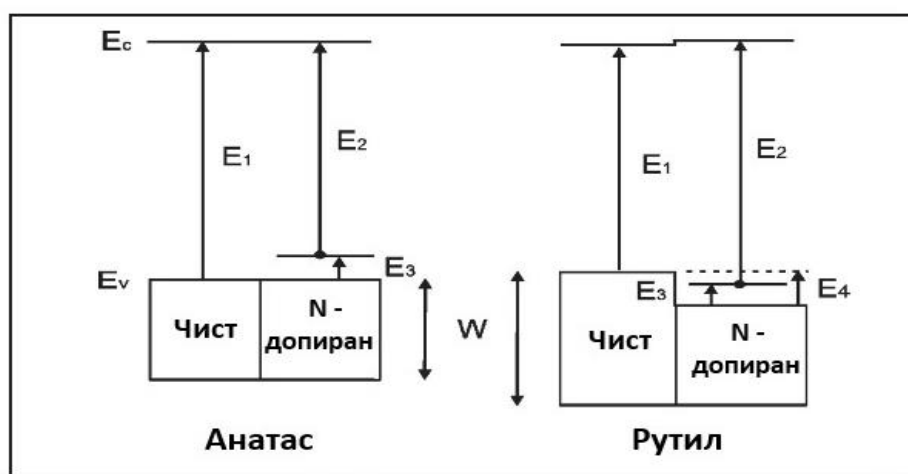 Ec
E1
E2
Ev
E3
Чист
N -
допиран
W
Анатас
E1
E2
E3
E4
Чист
N -
допиран
Рутил